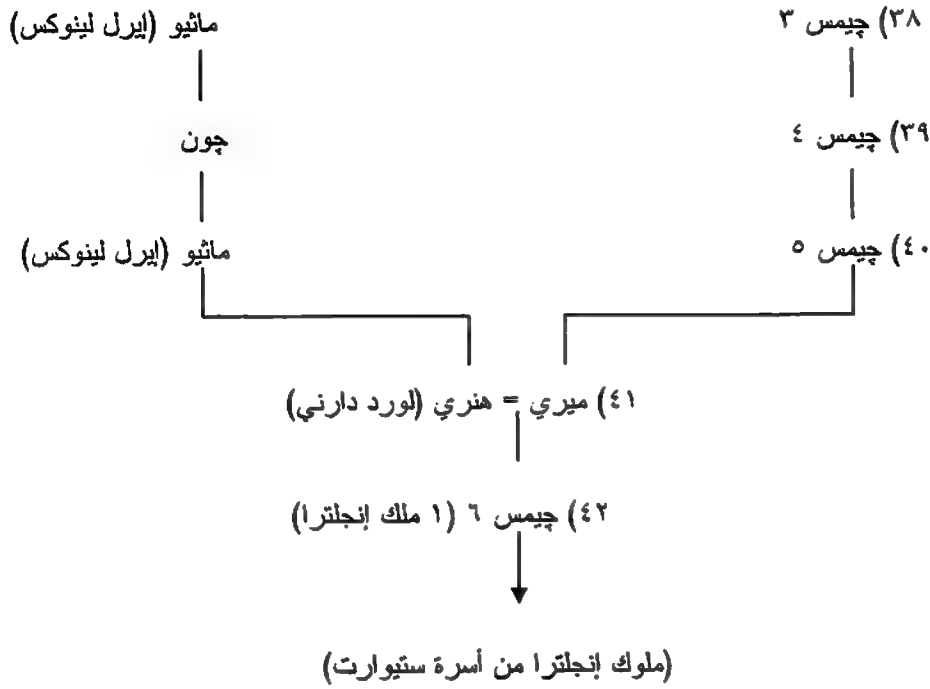 ٣٨) چيمس ٣
ماثيو (إيرل لينوكس)
٣٩) چيمس ٤
چون
٤٠) چيمس ٥
ماثيو (إيرل لينوكس)
٤١) ميري = هنري (لورد دارني)
٤٢) چيمس ٦ (١ ملك إنجلترا)
(ملوك إنجلترا من أسرة ستيوارت)